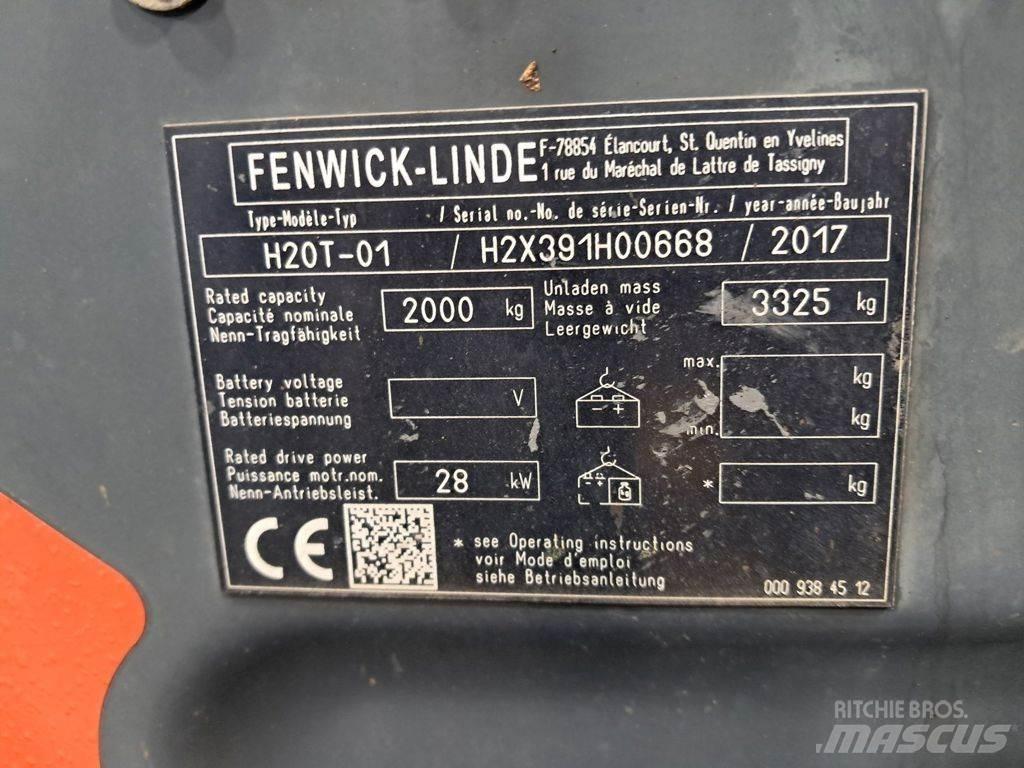 FENWICK-LINDE
F-78854 Élancourt, St. Quentin en Yvelines
1 rue du Maréchal de Lattre de Tassigny
Type-Modèle-Typ / Serial no.-No. de série-Serien-Nr. / year-année-Baujahr
H20T-01 / H2X391H00668 / 2017
Rated capacity
Capacité nominale
Nenn-Tragfähigkeit
2000 kg
Unladen mass
Masse à vide
Leergewicht
3325 kg
Battery voltage
Tension batterie
Batteriespannung
V
- +
max. kg
min. kg
Rated drive power
Puissance motr.nom.
Nenn-Antriebsleist.
28 kW
* kg
CE
* see Operating instructions
voir Mode d'emploi
siehe Betriebsanleitung
000 938 45 12
RITCHIE BROS.
MASCUS